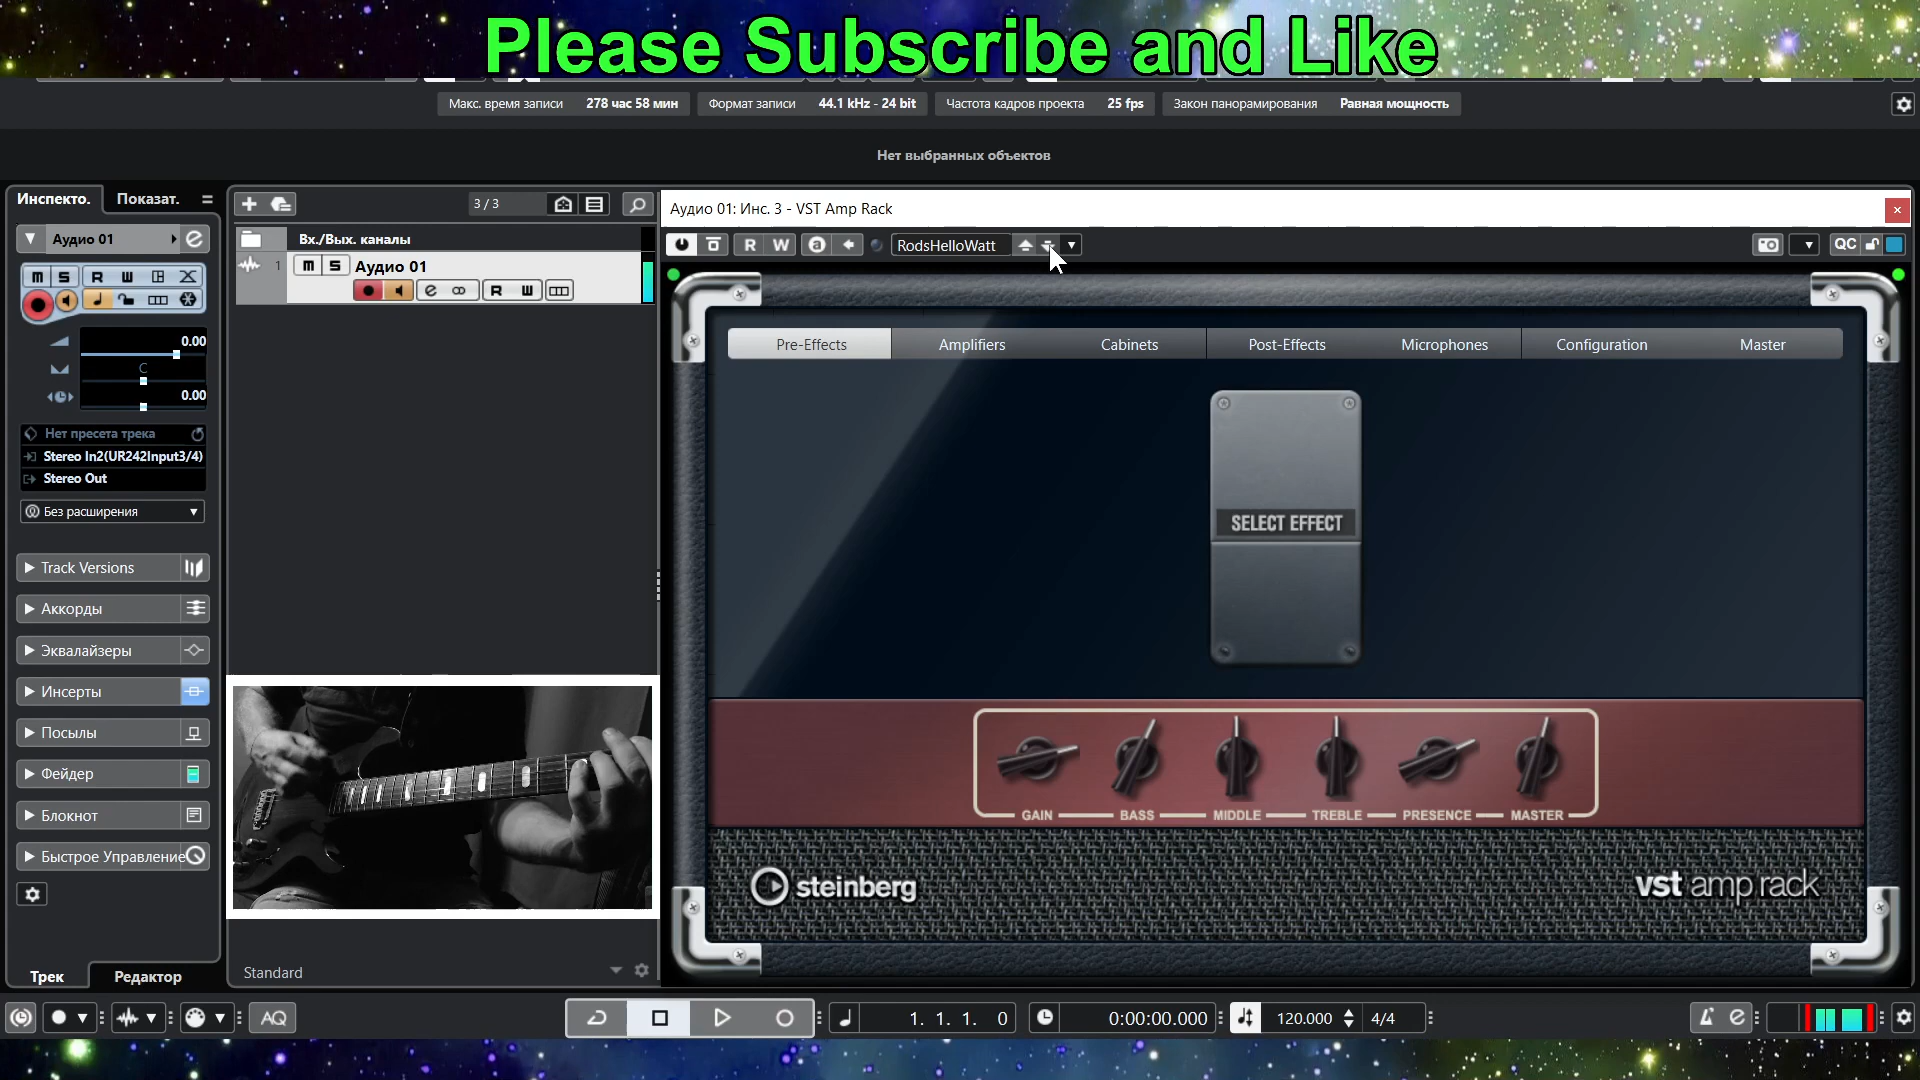 Please Subscribe and Like
Макс. время записи 278 час 58 мин Формат записи 44.1 kHz - 24 bit Частота кадров проекта 25 fps Закон панорамирования Равная мощность
Нет выбранных объектов
Инспекто. Показат.
3 / 3
Аудио 01: Инс. 3 - VST Amp Rack
Аудио 01
Вх./Вых. каналы
R W a RodsHelloWatt QC
M S R W
1 M S Аудио 01
R W
0.00
C
0.00
Нет пресета трека
Stereo In2(UR242Input3/4)
Stereo Out
Без расширения
Pre-Effects Amplifiers Cabinets Post-Effects Microphones Configuration Master
SELECT EFFECT
Track Versions
Аккорды
Эквалайзеры
Инсерты
Посылы
Фейдер
Блокнот
Быстрое Управление
GAIN BASS MIDDLE TREBLE PRESENCE MASTER
steinberg vst amp rack
Трек Редактор
Standard
AQ 1. 1. 1. 0 0:00:00.000 120.000 4/4